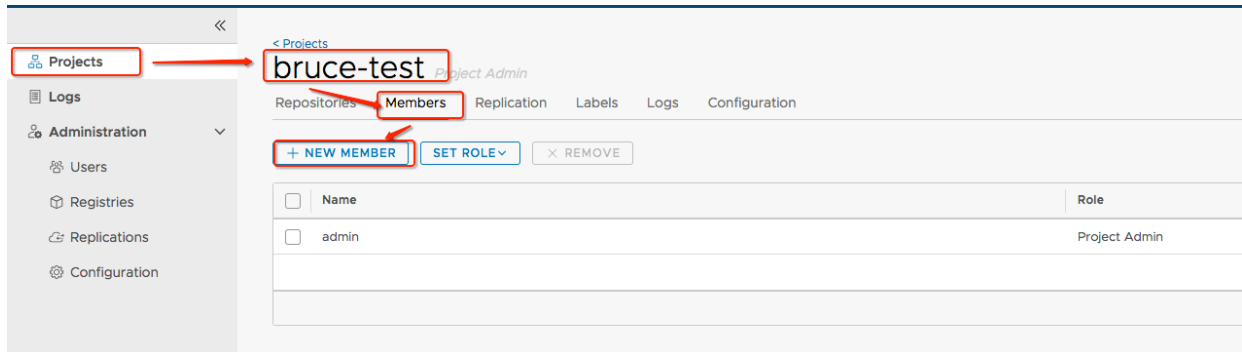 «
< Projects
Projects
bruce-test Project Admin
Logs
Repositories Members Replication Labels Logs Configuration
Administration
+ NEW MEMBER SET ROLE × REMOVE
Users
Name Role
Registries
admin Project Admin
Replications
Configuration